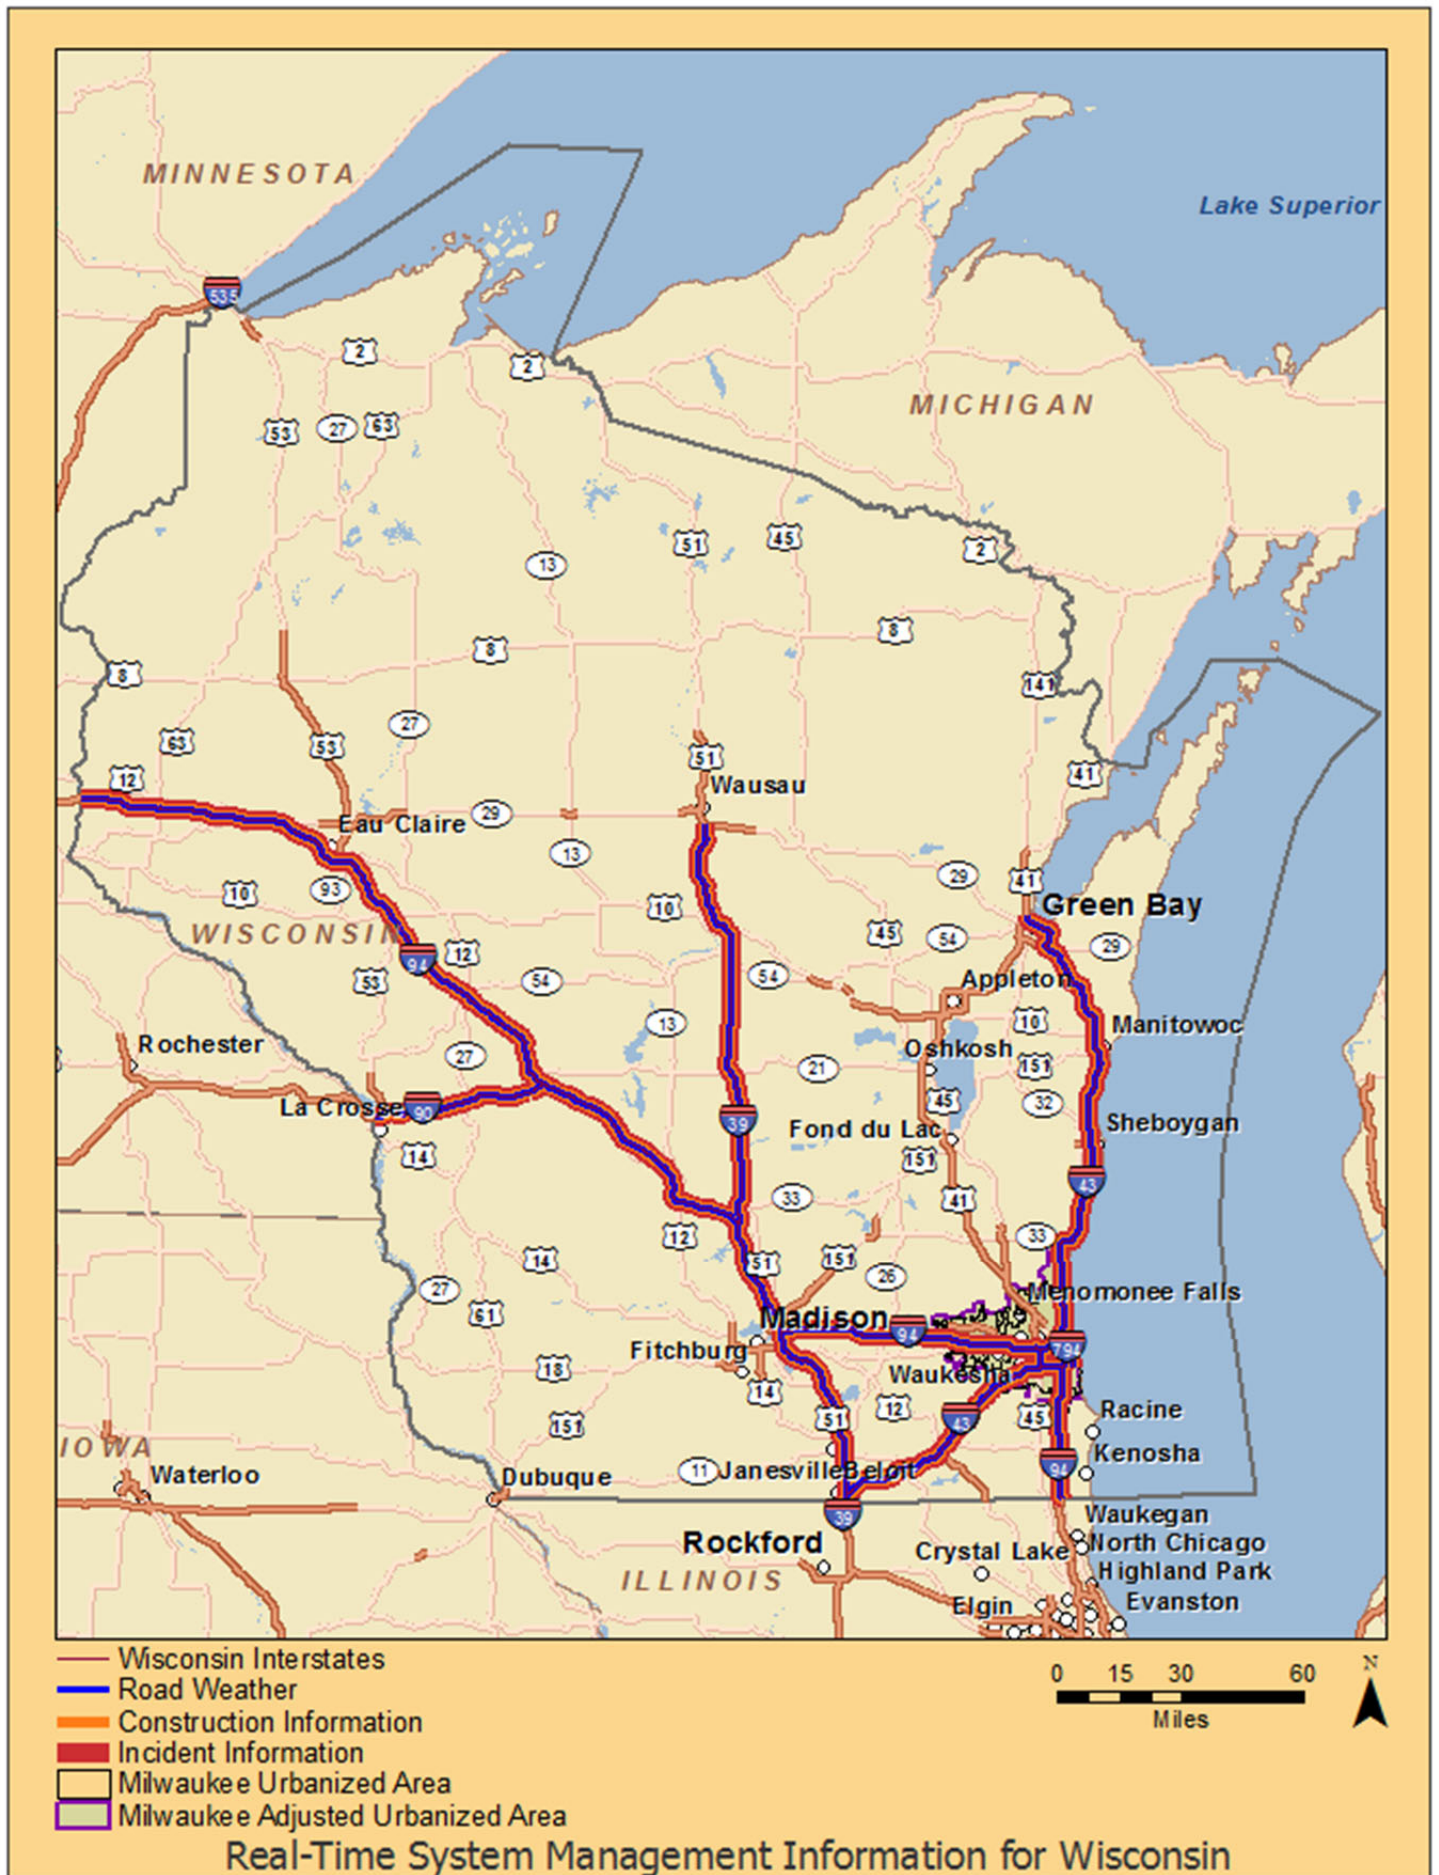 MINNESOTA
Lake Superior
535
2
2
MICHIGAN
53
27
63
51
45
2
13
8
8
8
141
27
63
53
12
51
41
Wausau
29
Eau Claire
13
29
41
93
10
10
Green Bay
WISCONSIN
45
54
29
94
12
53
54
54
Appleton
13
10
Manitowoc
Rochester
27
Oshkosh
21
151
La Crosse
90
45
32
39
Fond du Lac
Sheboygan
14
151
43
33
41
12
33
14
51
151
26
27
Menomonee Falls
61
Madison
94
794
Fitchburg
18
Waukesha
14
12
Racine
151
51
43
45
IOWA
Kenosha
94
Waterloo
Dubuque
11
Janesville
Beloit
39
Waukegan
Rockford
Crystal Lake
North Chicago
Highland Park
ILLINOIS
Elgin
Evanston
Wisconsin Interstates
Road Weather
Construction Information
Incident Information
Milwaukee Urbanized Area
Milwaukee Adjusted Urbanized Area
0 15 30 60
Miles
N
Real-Time System Management Information for Wisconsin